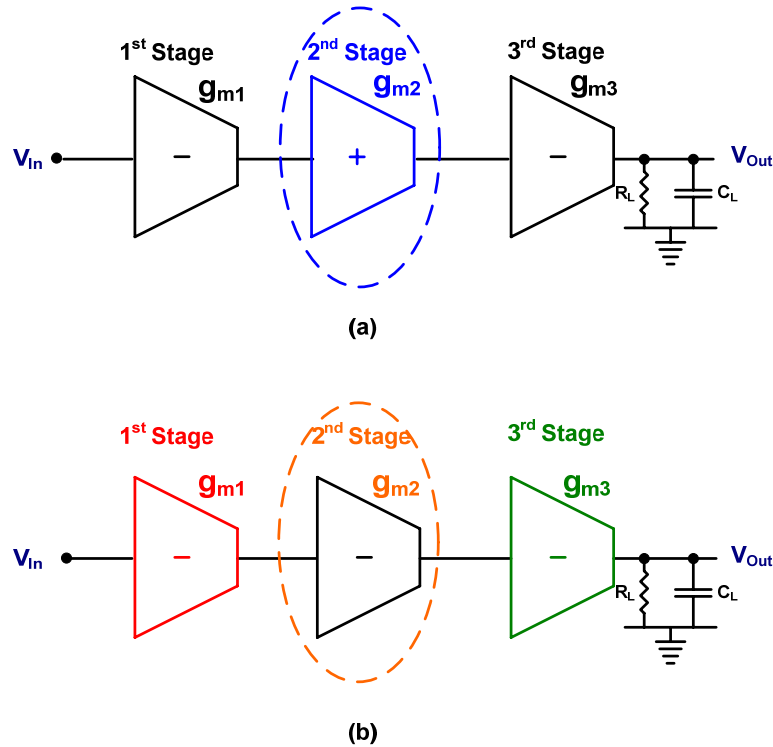 1st Stage 2nd Stage 3rd Stage
gm1 gm2 gm3
VIn − + − VOut
RL CL
(a)
1st Stage 2nd Stage 3rd Stage
gm1 gm2 gm3
VIn − − − VOut
RL CL
(b)